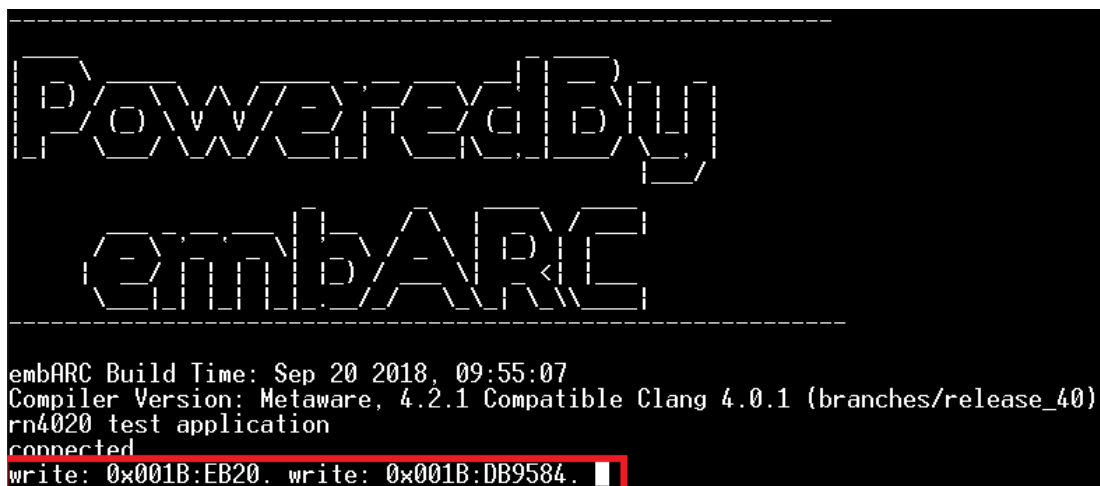 PoweredBy
embARC
embARC Build Time: Sep 20 2018, 09:55:07
Compiler Version: Metaware, 4.2.1 Compatible Clang 4.0.1 (branches/release_40)
rn4020 test application
connected
write: 0x001B:EB20. write: 0x001B:DB9584.